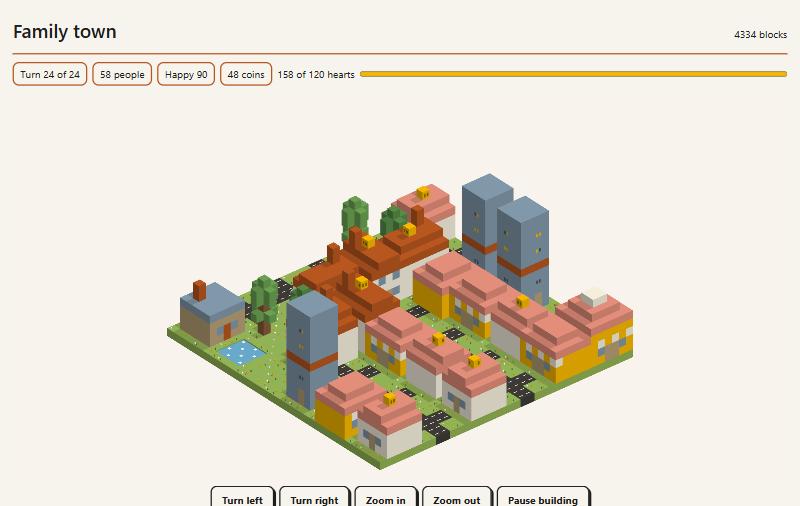 Family town
4334 blocks
Turn 24 of 24
58 people
Happy 90
48 coins
158 of 120 hearts
Turn left
Turn right
Zoom in
Zoom out
Pause building